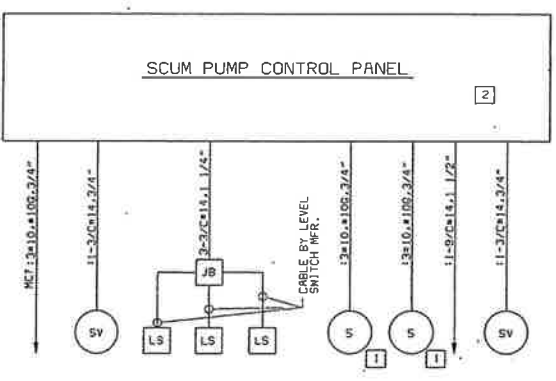 SCUM PUMP CONTROL PANEL
2
MC7:3#10,#10G,3/4"
:1-3/C#14,3/4"
3-3/C#14,1 1/4"
CABLE BY LEVEL
SWITCH MFR.
:3#10,#10G,3/4"
:3#10,#10G,3/4"
:1-9/C#14,1 1/2"
:1-3/C#14,3/4"
JB
SV
LS
LS
LS
S
1
S
1
SV